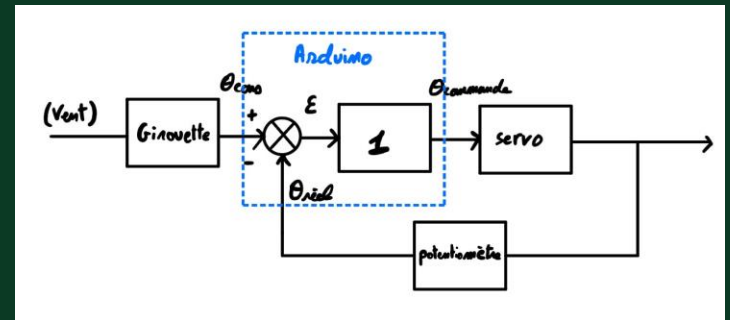 Arduino
θcons
θcommande
(Vent)
Girouette
+
-
ε
1
servo
θréel
potentiomètre